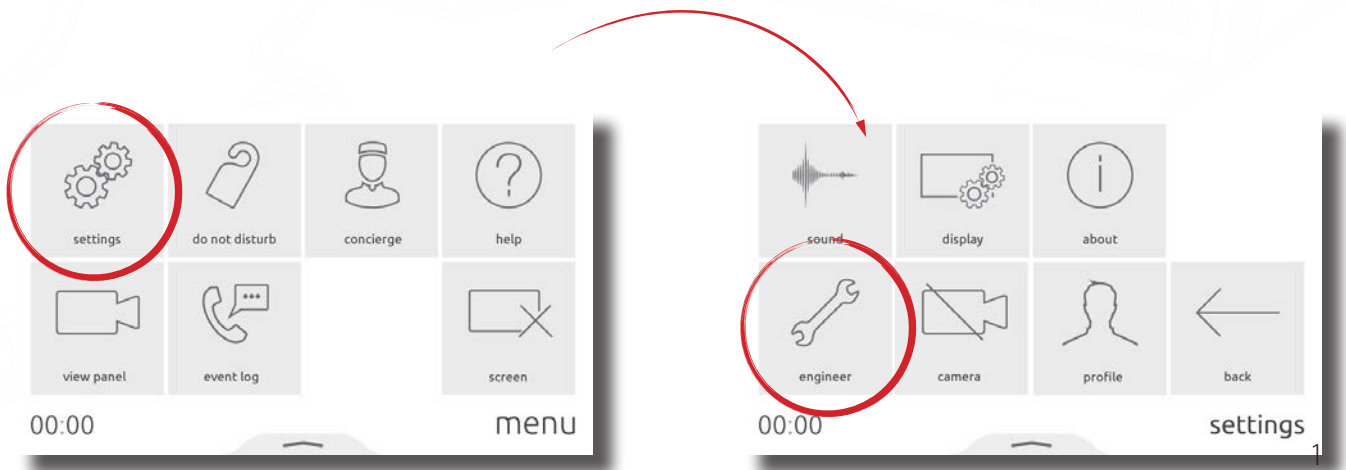 settings do not disturb concierge help
view panel event log screen
00:00 menu
sound display about
engineer camera profile back
00:00 settings
1